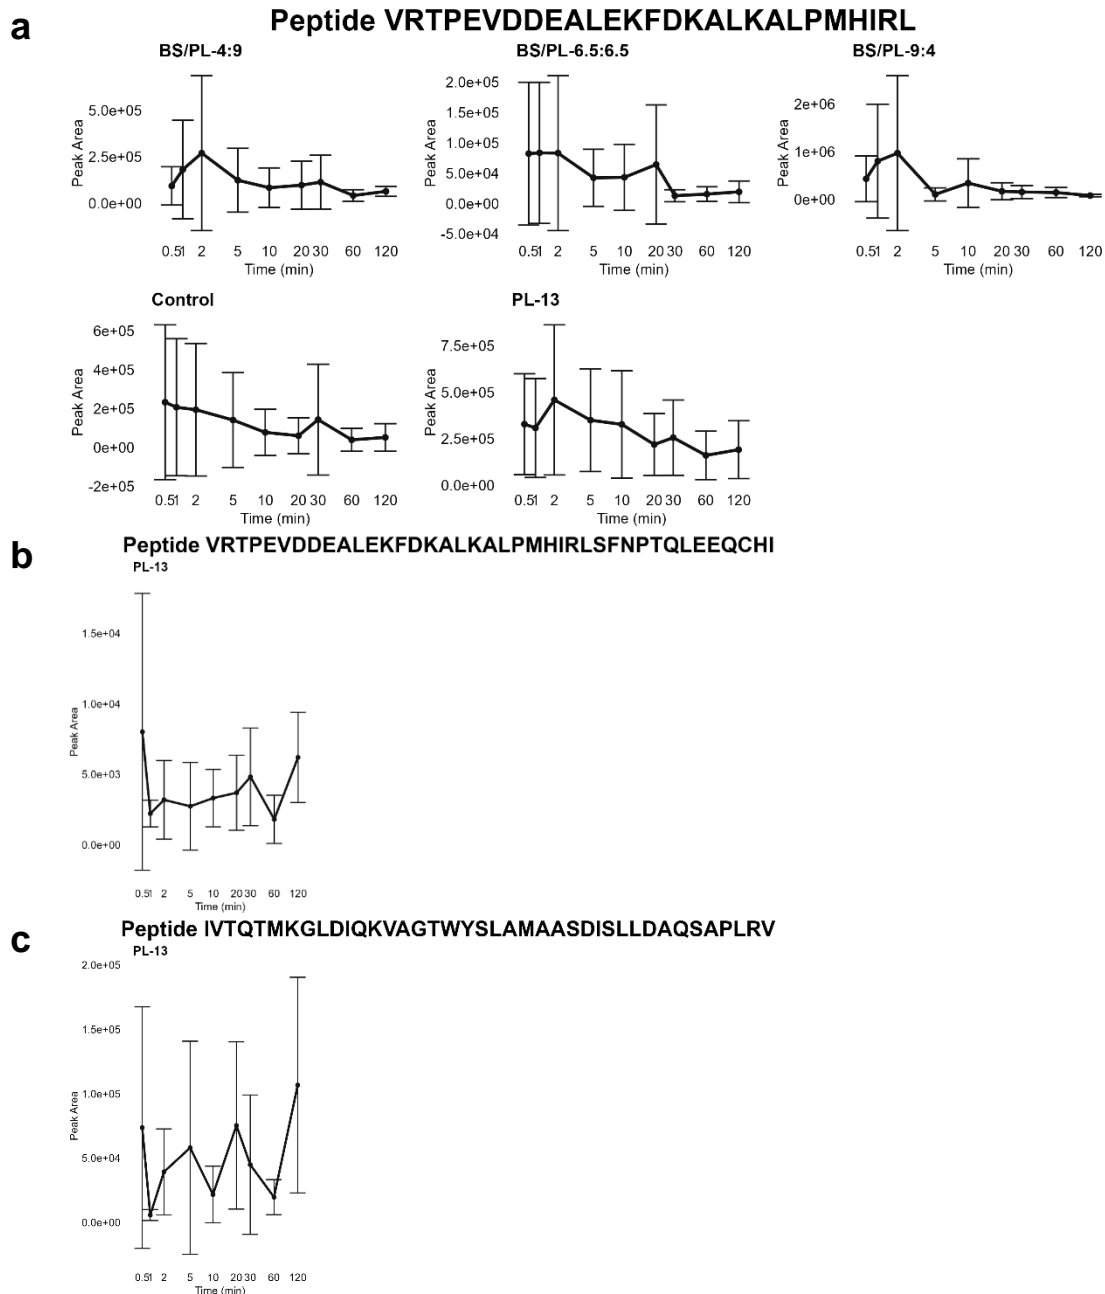 a
Peptide VRTPEVDDEALEKFDKALKALPMHIRL
BS/PL-4:9
Peak Area
5.0e+05
2.5e+05
0.0e+00
0.51 2 5 10 20 30 60 120
Time (min)
BS/PL-6.5:6.5
Peak Area
2.0e+05
1.5e+05
1.0e+05
5.0e+04
0.0e+00
-5.0e+04
0.51 2 5 10 20 30 60 120
Time (min)
BS/PL-9:4
Peak Area
2e+06
1e+06
0e+00
0.51 2 5 10 20 30 60 120
Time (min)
Control
Peak Area
6e+05
4e+05
2e+05
0e+00
-2e+05
0.51 2 5 10 20 30 60 120
Time (min)
PL-13
Peak Area
7.5e+05
5.0e+05
2.5e+05
0.0e+00
0.51 2 5 10 20 30 60 120
Time (min)
b
Peptide VRTPEVDDEALEKFDKALKALPMHIRLSFNPTQLEEQCHI
PL-13
Peak Area
1.5e+04
1.0e+04
5.0e+03
0.0e+00
0.51 2 5 10 20 30 60 120
Time (min)
c
Peptide IVTQTMKGLDIQKVAGTWYSLAMAASDISLLDAQSAPLRV
PL-13
Peak Area
2.0e+05
1.5e+05
1.0e+05
5.0e+04
0.0e+00
0.51 2 5 10 20 30 60 120
Time (min)